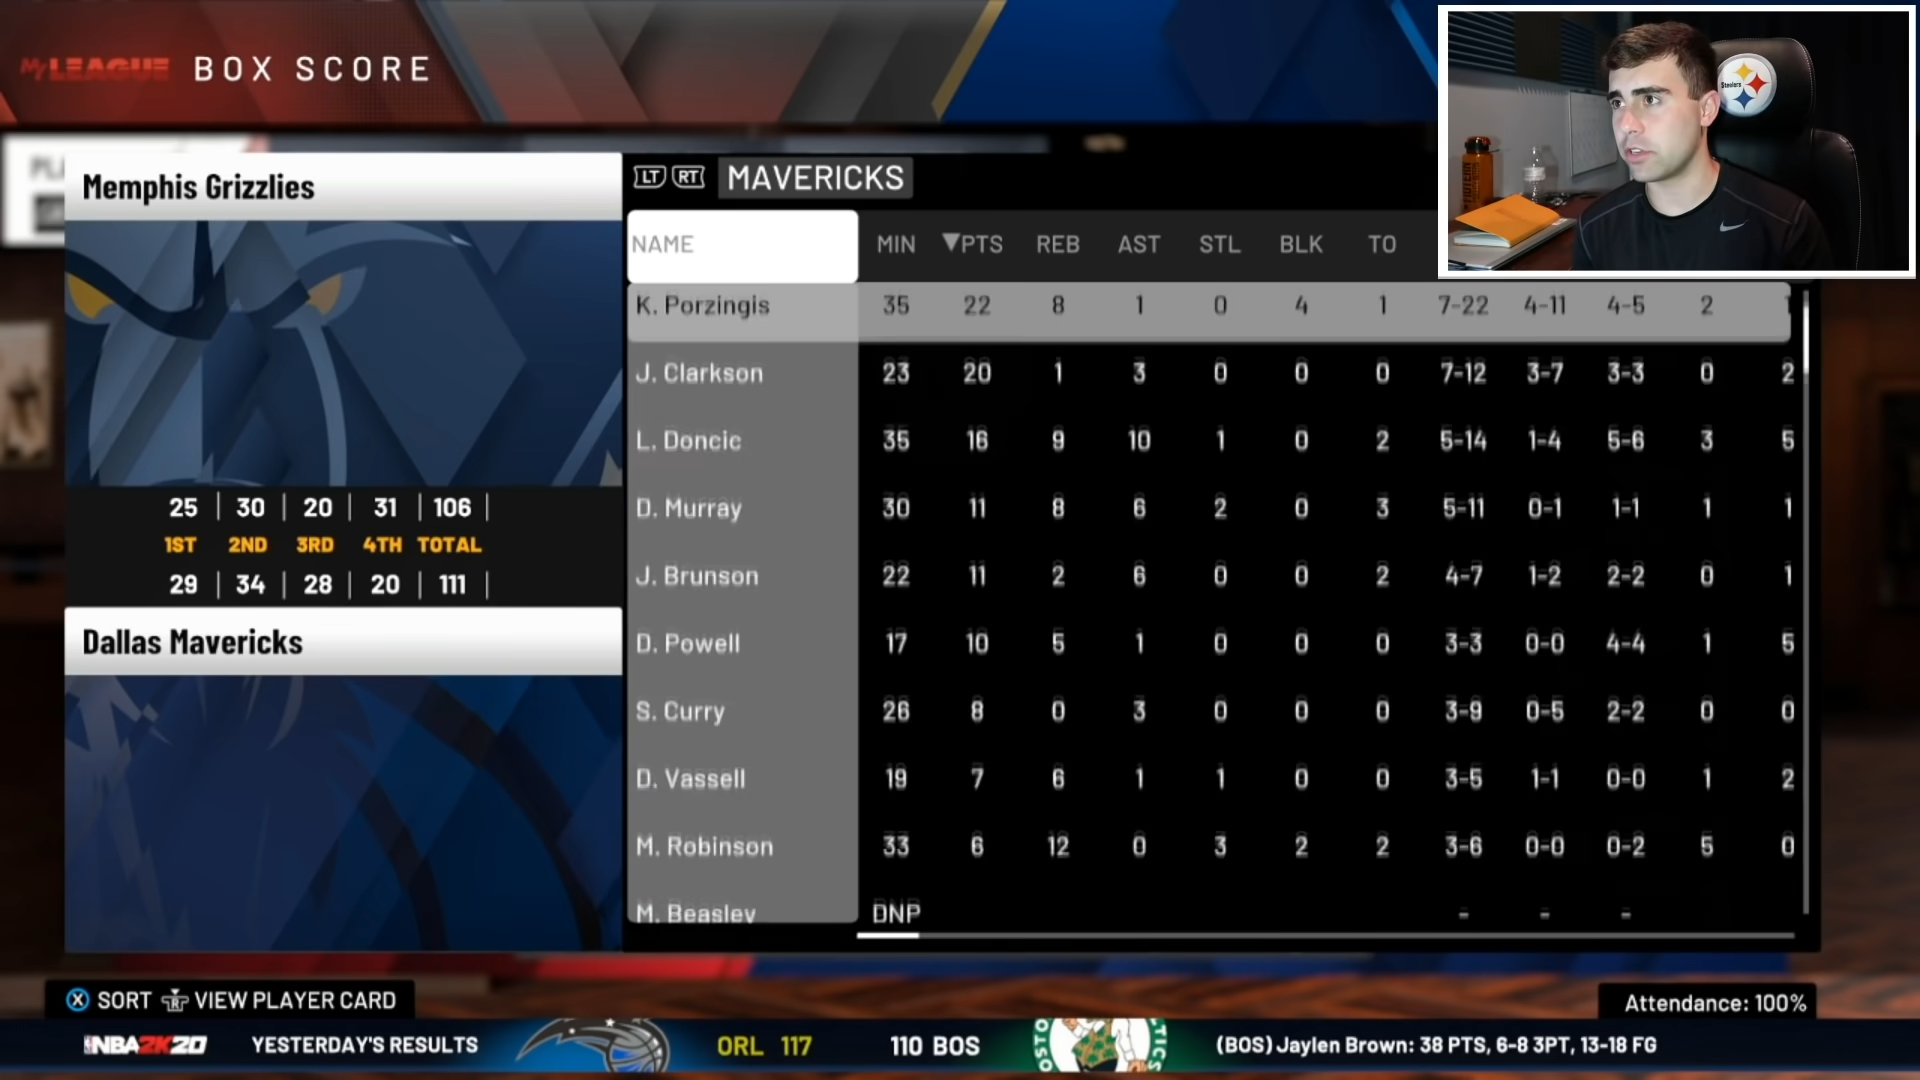 MyLEAGUE BOX SCORE
Steelers
Memphis Grizzlies
25 | 30 | 20 | 31 | 106 |
1ST 2ND 3RD 4TH TOTAL
29 | 34 | 28 | 20 | 111 |
Dallas Mavericks
LT RT MAVERICKS
NAME MIN ▼PTS REB AST STL BLK TO
K. Porzingis 35 22 8 1 0 4 1 7-22 4-11 4-5 2 1
J. Clarkson 23 20 1 3 0 0 0 7-12 3-7 3-3 0 2
L. Doncic 35 16 9 10 1 0 2 5-14 1-4 5-6 3 5
D. Murray 30 11 8 6 2 0 3 5-11 0-1 1-1 1 1
J. Brunson 22 11 2 6 0 0 2 4-7 1-2 2-2 0 1
D. Powell 17 10 5 1 0 0 0 3-3 0-0 4-4 1 5
S. Curry 26 8 0 3 0 0 0 3-9 0-5 2-2 0 0
D. Vassell 19 7 6 1 1 0 0 3-5 1-1 0-0 1 2
M. Robinson 33 6 12 0 3 2 2 3-6 0-0 0-2 5 0
M. Beasley DNP - - -
X SORT R VIEW PLAYER CARD
Attendance: 100%
NBA2K20 YESTERDAY'S RESULTS ORL 117 110 BOS (BOS) Jaylen Brown: 38 PTS, 6-8 3PT, 13-18 FG